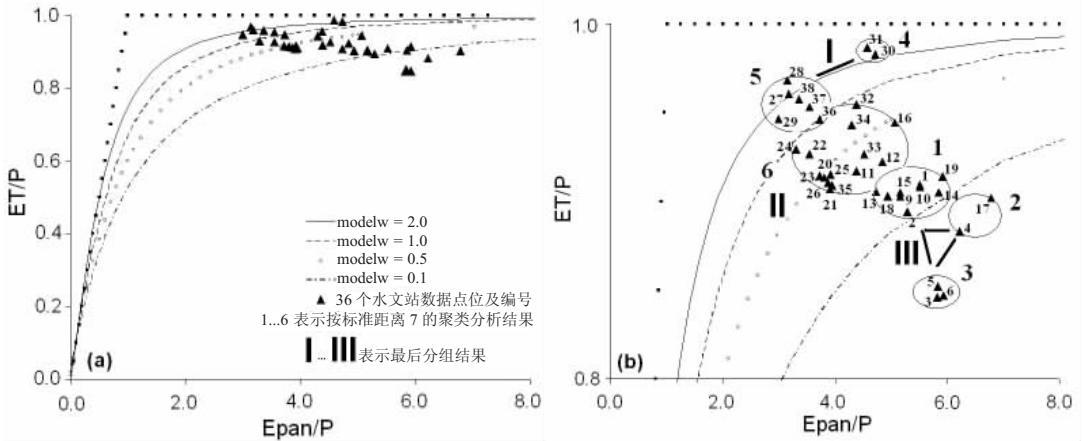 (a)
ET/P
1.0
0.8
0.6
0.4
0.2
0.0
0.0 2.0 4.0 6.0 8.0
Epan/P
modelw = 2.0
modelw = 1.0
modelw = 0.5
modelw = 0.1
▲ 36 个水文站数据点位及编号
1...6 表示按标准距离 7 的聚类分析结果
I ... III 表示最后分组结果
(b)
ET/P
1.0
0.8
0.0 2.0 4.0 6.0 8.0
Epan/P
I
II
III
31
30
4
5
28
27
38
37
29
36
32
34
16
24
22
33
12
6
20
25
11
23
26
35
21
1
15
1
19
13
18
9
10
14
2
17
2
4
3
5
6
3